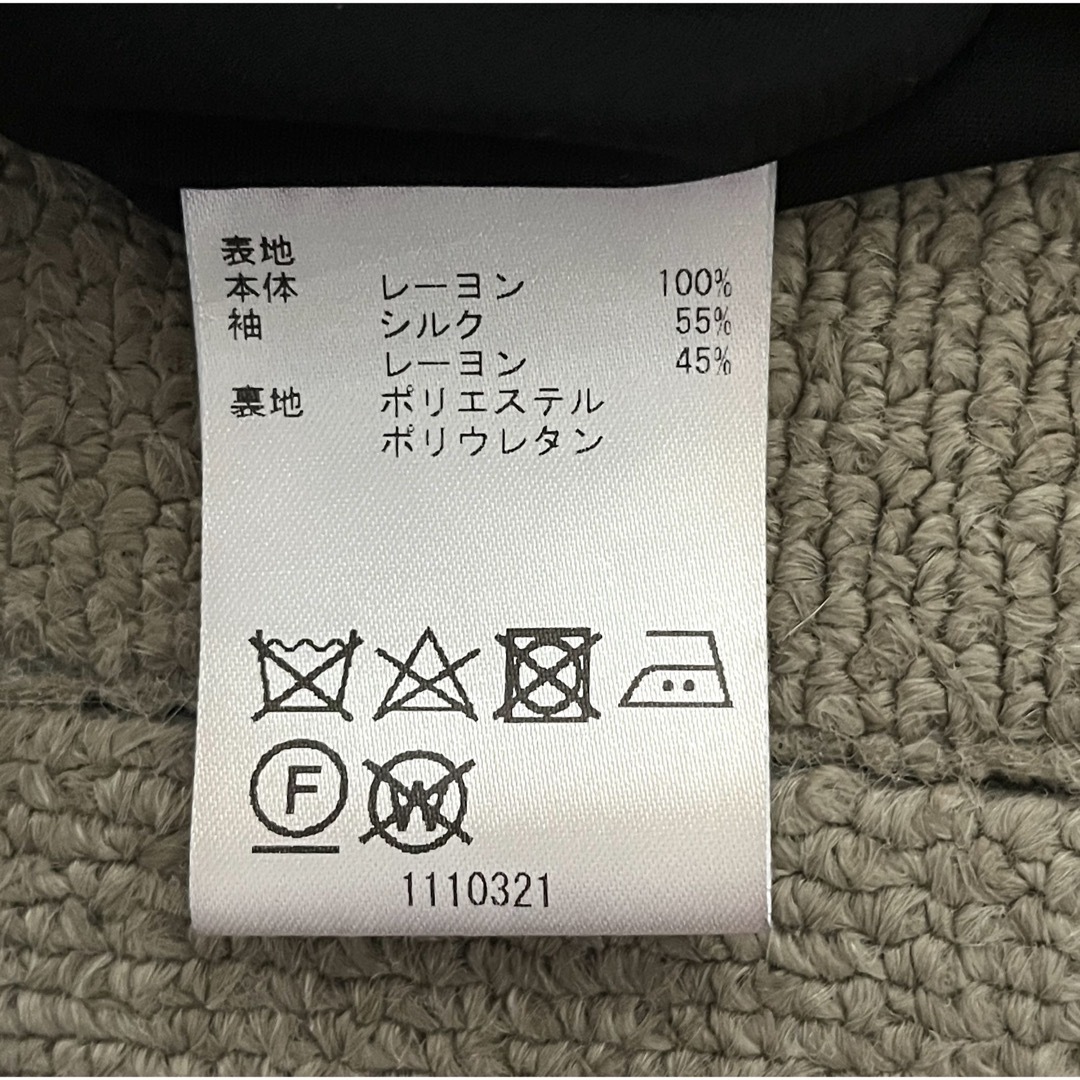 表地
本体 レーヨン 100%
袖 シルク 55%
レーヨン 45%
裏地 ポリエステル
ポリウレタン
F W
1110321